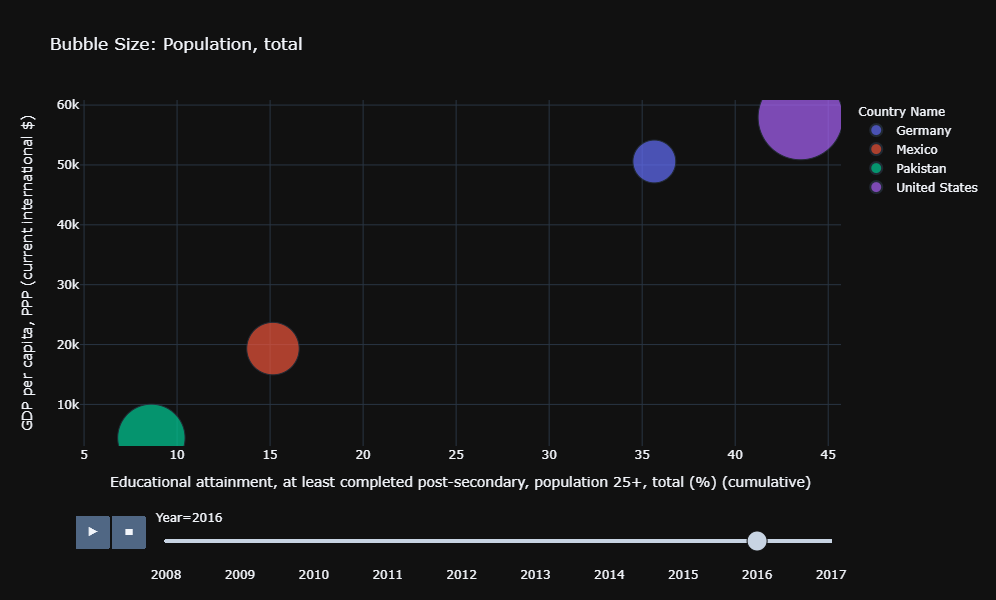 Bubble Size: Population, total
GDP per capita, PPP (current international $)
60k
50k
40k
30k
20k
10k
5 10 15 20 25 30 35 40 45
Educational attainment, at least completed post-secondary, population 25+, total (%) (cumulative)
Country Name
Germany
Mexico
Pakistan
United States
Year=2016
2008 2009 2010 2011 2012 2013 2014 2015 2016 2017